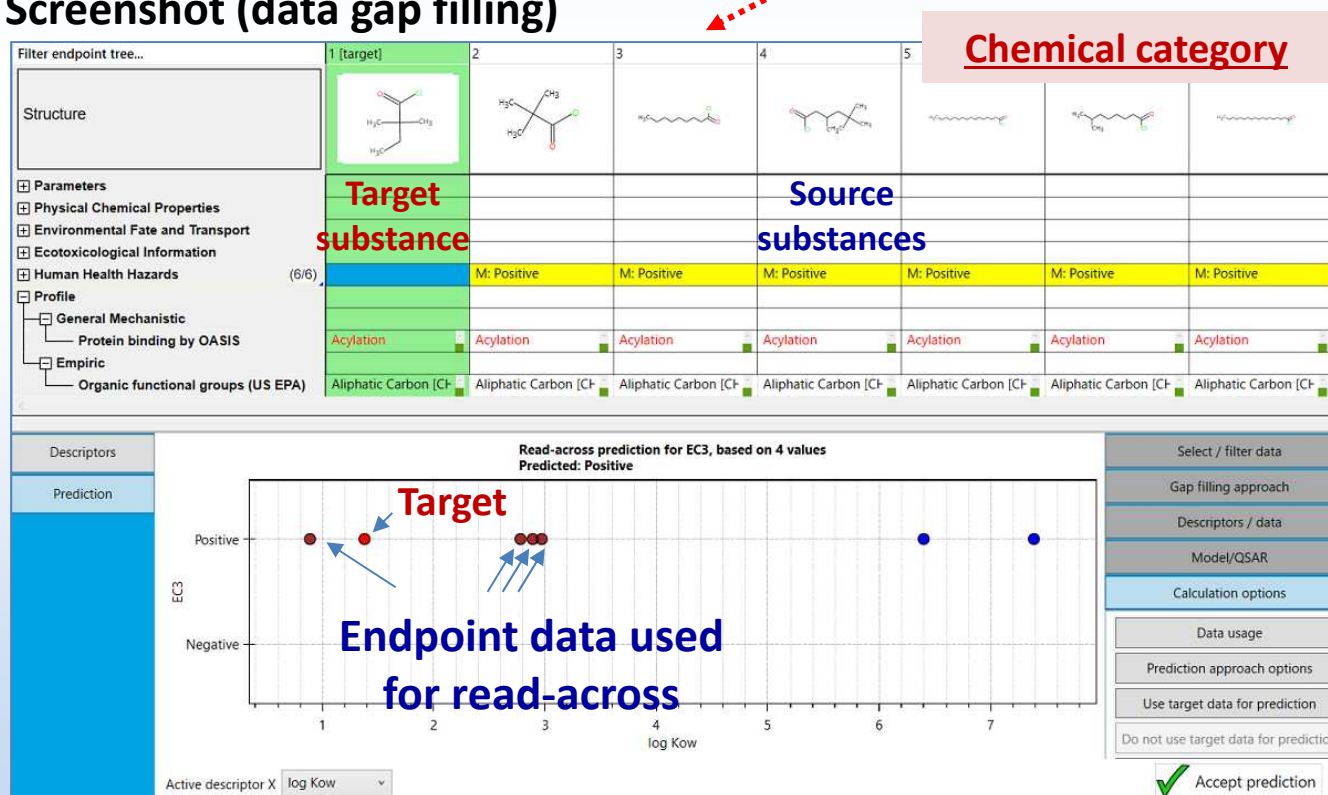 Screenshot (data gap filling)
Chemical category
Filter endpoint tree... 1 [target] 2 3 4 5
Structure
Parameters
Physical Chemical Properties
Environmental Fate and Transport
Ecotoxicological Information
Target substance
Source substances
Human Health Hazards (6/6) M: Positive M: Positive M: Positive M: Positive M: Positive M: Positive
Profile
General Mechanistic
Protein binding by OASIS Acylation Acylation Acylation Acylation Acylation Acylation Acylation
Empiric
Organic functional groups (US EPA) Aliphatic Carbon [CH Aliphatic Carbon [CH Aliphatic Carbon [CH Aliphatic Carbon [CH Aliphatic Carbon [CH Aliphatic Carbon [CH Aliphatic Carbon [CH
Descriptors
Prediction
Read-across prediction for EC3, based on 4 values
Predicted: Positive
Target
Positive
EC3
Negative
Endpoint data used
for read-across
1 2 3 4 5 6 7
log Kow
Active descriptor X log Kow
Select / filter data
Gap filling approach
Descriptors / data
Model/QSAR
Calculation options
Data usage
Prediction approach options
Use target data for prediction
Do not use target data for predictio
Accept prediction